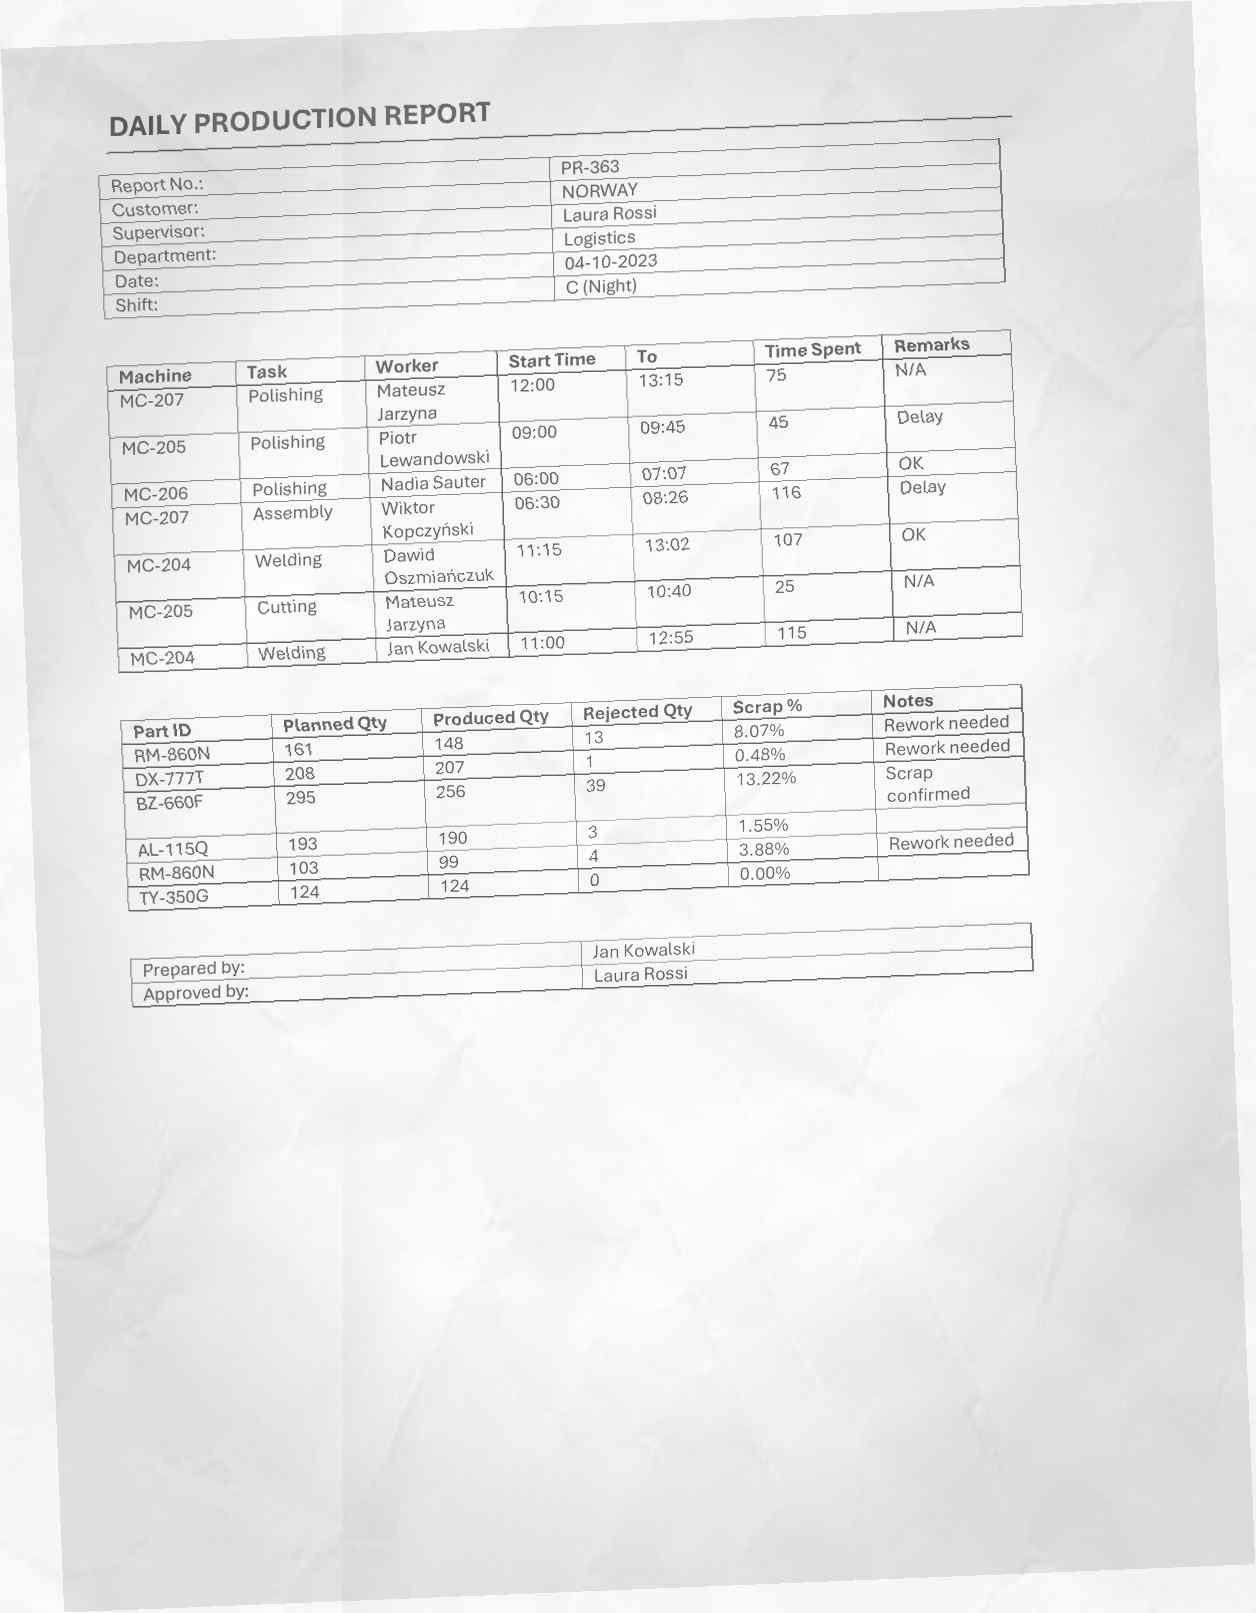 DAILY PRODUCTION REPORT
Report No.: PR-363
Customer: NORWAY
Supervisor: Laura Rossi
Department: Logistics
Date: 04-10-2023
Shift: C (Night)
Machine Task Worker Start Time To Time Spent Remarks
MC-207 Polishing Mateusz 12:00 13:15 75 N/A
Jarzyna
MC-205 Polishing Piotr 09:00 09:45 45 Delay
Lewandowski
MC-206 Polishing Nadia Sauter 06:00 07:07 67 OK
MC-207 Assembly Wiktor 06:30 08:26 116 Delay
Kopczyński
MC-204 Welding Dawid 11:15 13:02 107 OK
Oszmiańczuk
MC-205 Cutting Mateusz 10:15 10:40 25 N/A
Jarzyna
MC-204 Welding Jan Kowalski 11:00 12:55 115 N/A
Part ID Planned Qty Produced Qty Rejected Qty Scrap % Notes
RM-860N 161 148 13 8.07% Rework needed
DX-777T 208 207 1 0.48% Rework needed
BZ-660F 295 256 39 13.22% Scrap
confirmed
AL-115Q 193 190 3 1.55%
RM-860N 103 99 4 3.88% Rework needed
TY-350G 124 124 0 0.00%
Prepared by: Jan Kowalski
Approved by: Laura Rossi